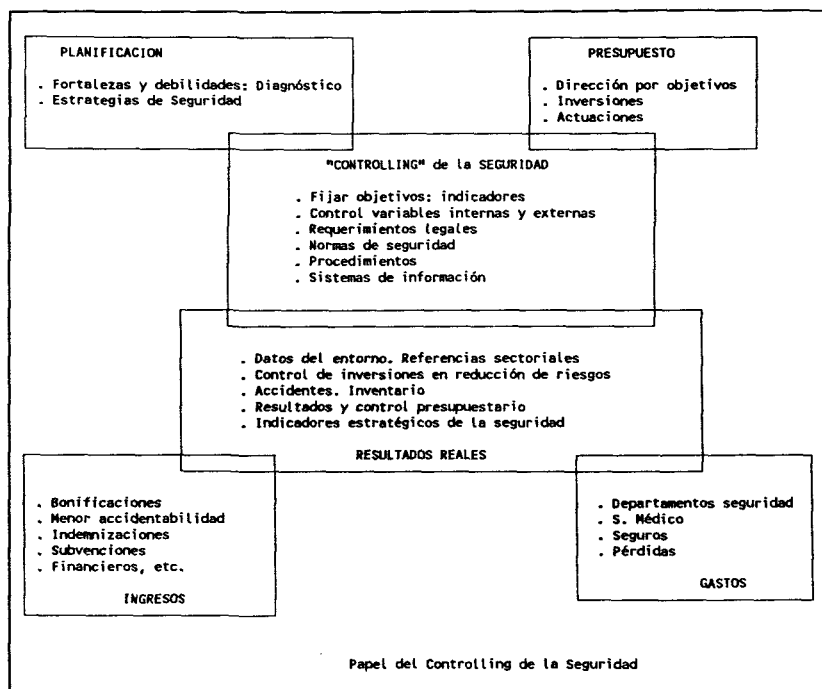 PLANIFICACION
. Fortalezas y debilidades: Diagnóstico
. Estrategias de Seguridad
PRESUPUESTO
. Dirección por objetivos
. Inversiones
. Actuaciones
"CONTROLLING" de la SEGURIDAD
. Fijar objetivos: indicadores
. Control variables internas y externas
. Requerimientos legales
. Normas de seguridad
. Procedimientos
. Sistemas de información
. Datos del entorno. Referencias sectoriales
. Control de inversiones en reducción de riesgos
. Accidentes. Inventario
. Resultados y control presupuestario
. Indicadores estratégicos de la seguridad
RESULTADOS REALES
. Bonificaciones
. Menor accidentabilidad
. Indemnizaciones
. Subvenciones
. Financieros, etc.
INGRESOS
. Departamentos seguridad
. S. Médico
. Seguros
. Pérdidas
GASTOS
Papel del Controlling de la Seguridad